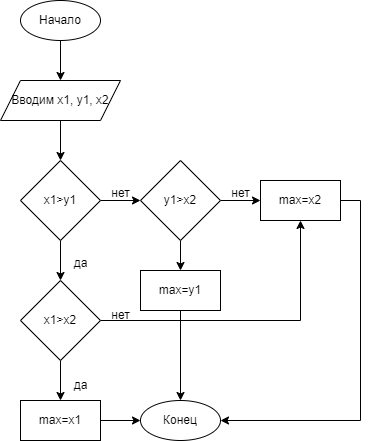 Начало
Вводим x1, y1, x2
x1>y1
нет
y1>x2
нет
max=x2
да
max=y1
x1>x2
нет
да
max=x1
Конец